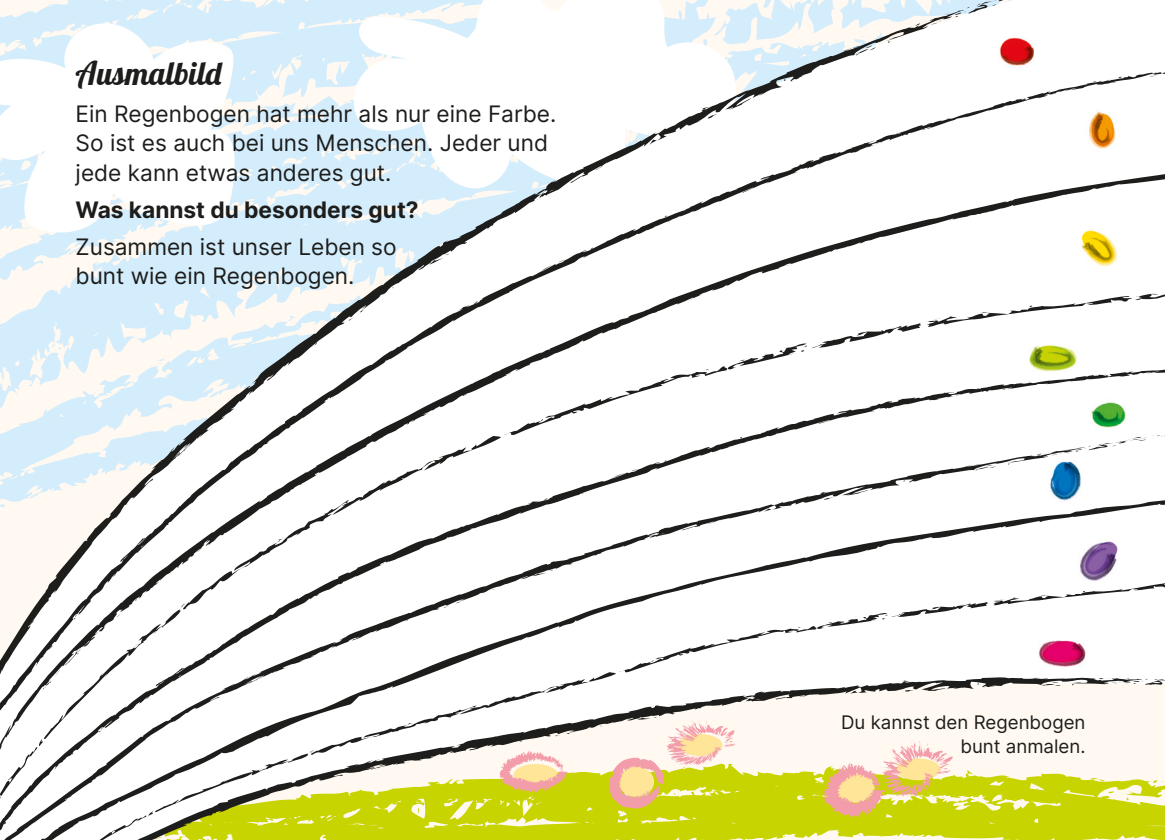 Ausmalbild
Ein Regenbogen hat mehr als nur eine Farbe.
So ist es auch bei uns Menschen. Jeder und
jede kann etwas anderes gut.
Was kannst du besonders gut?
Zusammen ist unser Leben so
bunt wie ein Regenbogen.
Du kannst den Regenbogen
bunt anmalen.